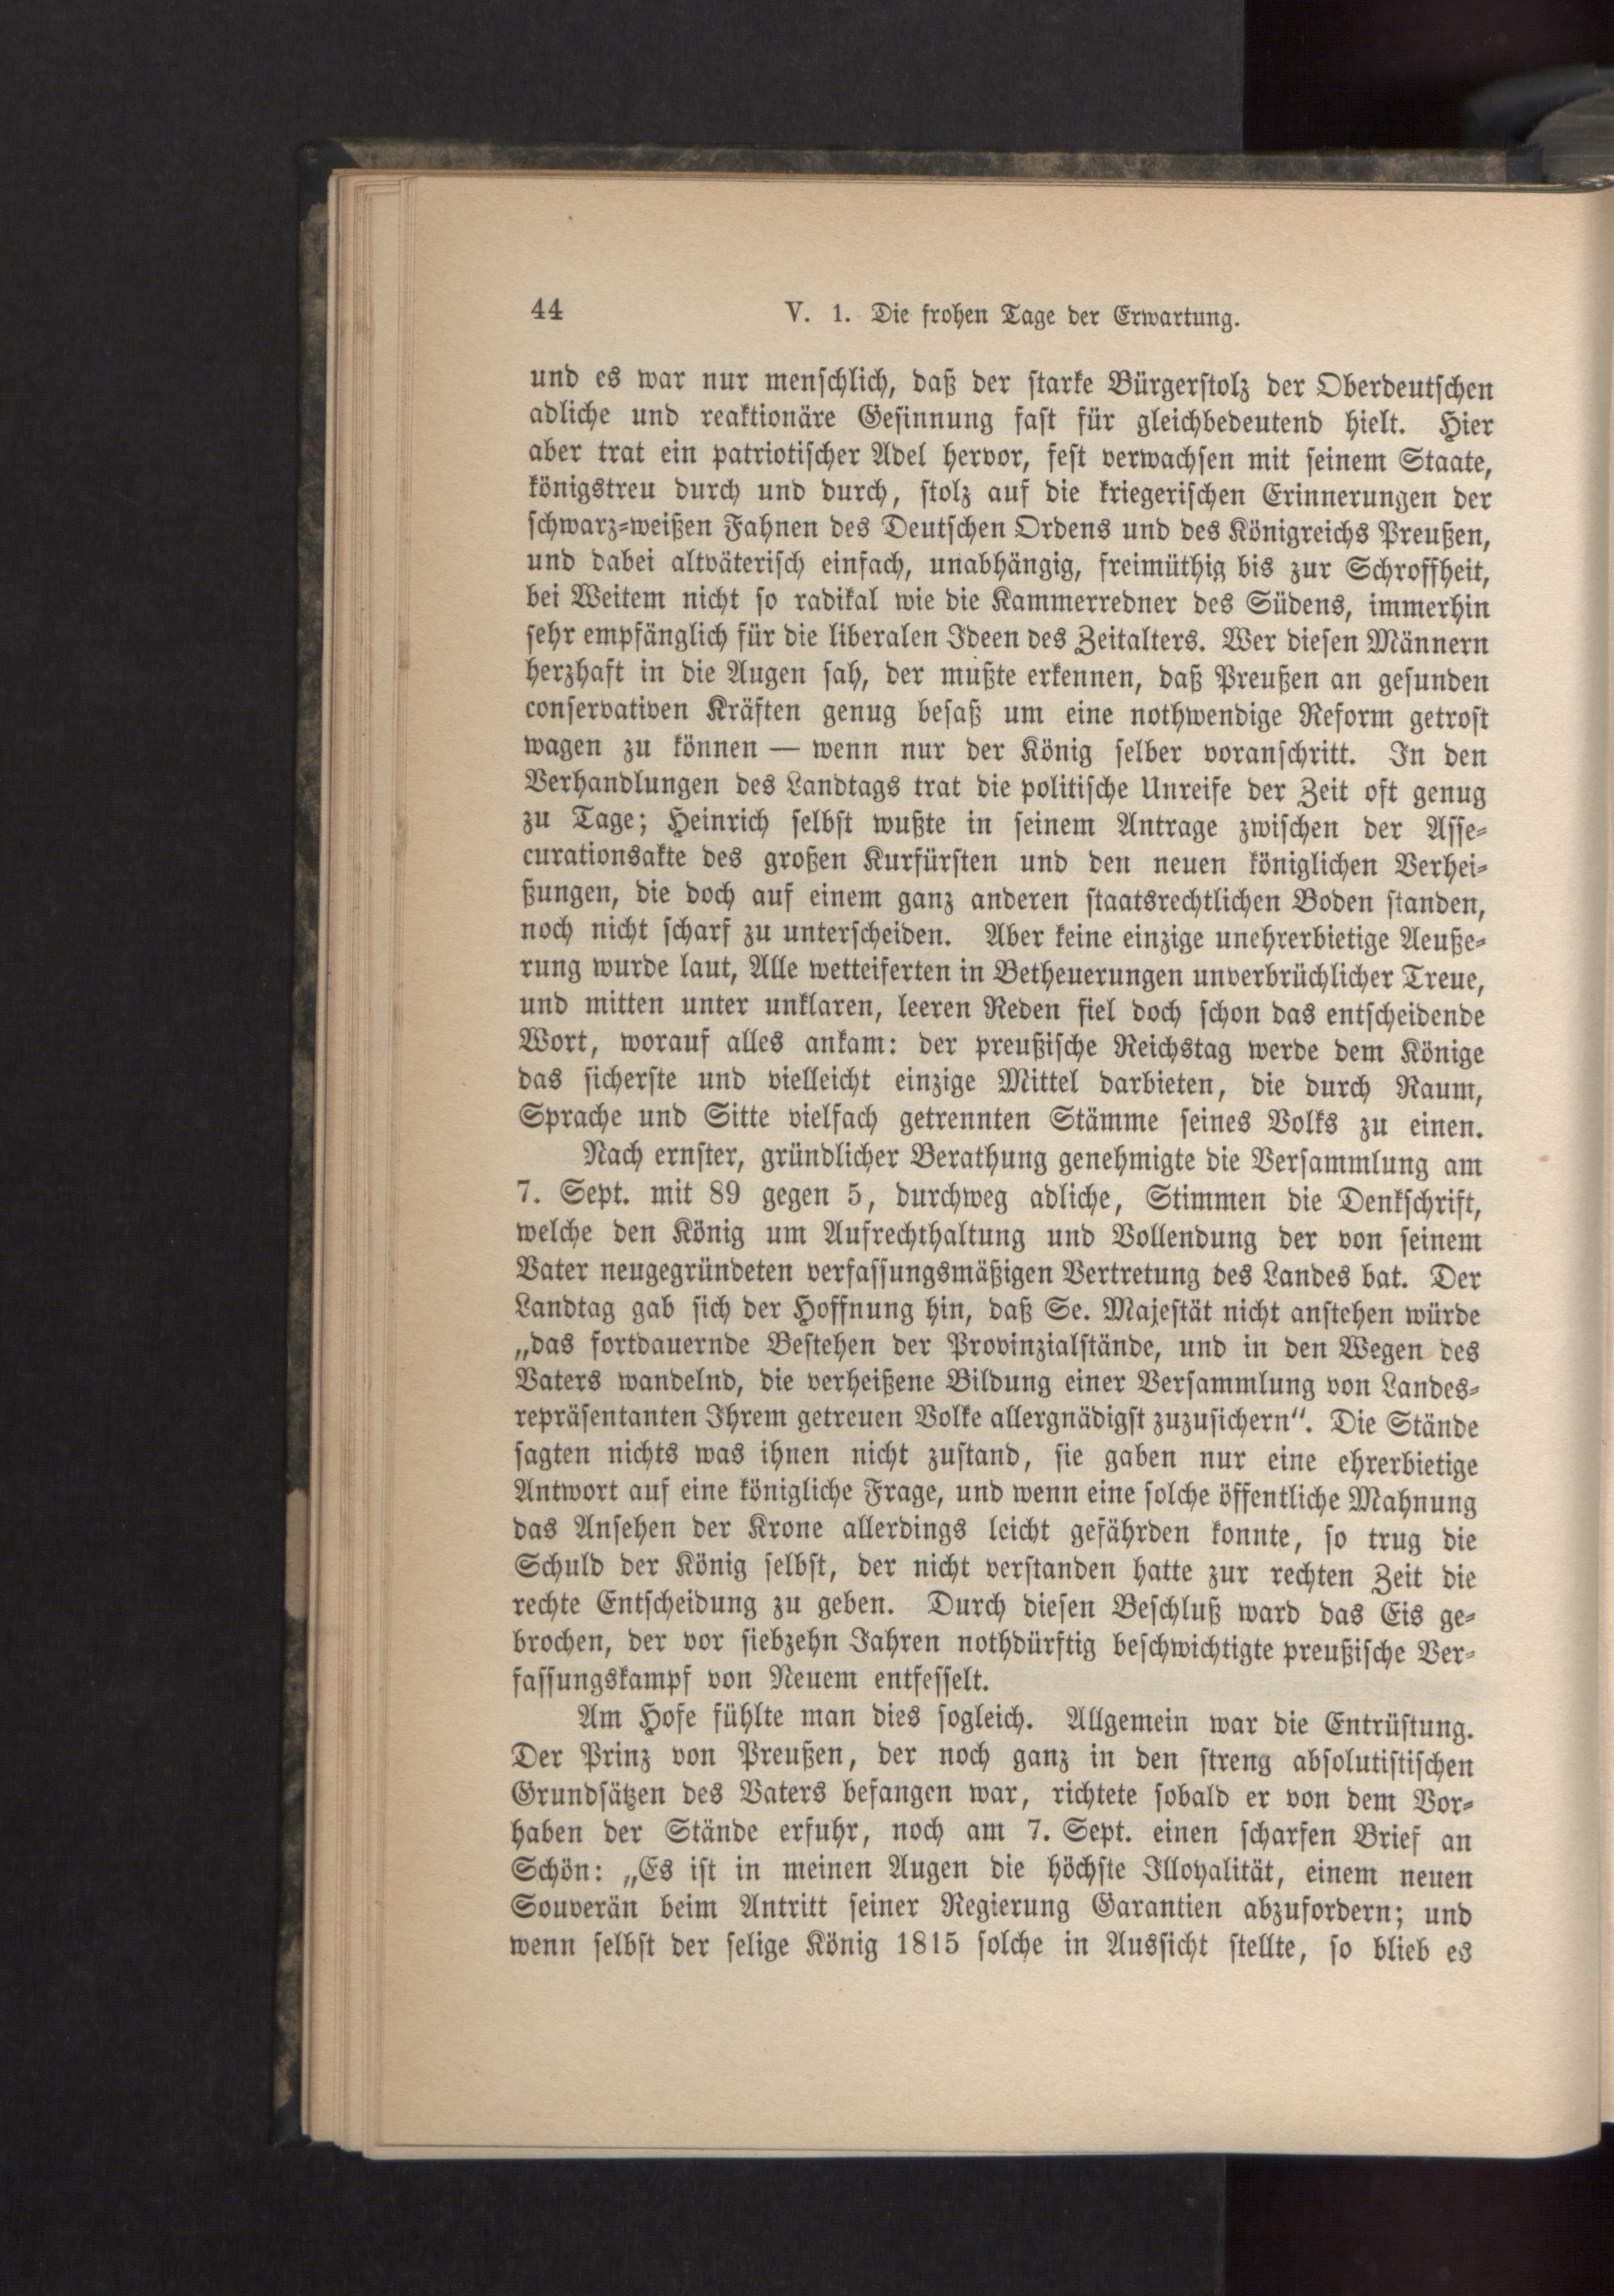 44 V. 1. Die frohen Tage der Erwartung.
und es war nur menschlich, daß der starke Bürgerstolz der Oberdeutschen
adliche und reaktionäre Gesinnung fast für gleichbedeutend hielt. Hier
aber trat ein patriotischer Adel hervor, fest verwachsen mit seinem Staate,
königstreu durch und durch, stolz auf die kriegerischen Erinnerungen der
schwarz-weißen Fahnen des Deutschen Ordens und des Königreichs Preußen,
und dabei altväterisch einfach, unabhängig, freimüthig bis zur Schroffheit,
bei Weitem nicht so radikal wie die Kammerredner des Südens, immerhin
sehr empfänglich für die liberalen Ideen des Zeitalters. Wer diesen Männern
herzhaft in die Augen sah, der mußte erkennen, daß Preußen an gesunden
conservativen Kräften genug besaß um eine nothwendige Reform getrost
wagen zu können — wenn nur der König selber voranschritt. In den
Verhandlungen des Landtags trat die politische Unreife der Zeit oft genug
zu Tage; Heinrich selbst wußte in seinem Antrage zwischen der Asse-
curationsakte des großen Kurfürsten und den neuen königlichen Verhei-
ßungen, die doch auf einem ganz anderen staatsrechtlichen Boden standen,
noch nicht scharf zu unterscheiden. Aber keine einzige unehrerbietige Aeuße-
rung wurde laut, Alle wetteiferten in Betheuerungen unverbrüchlicher Treue,
und mitten unter unklaren, leeren Reden fiel doch schon das entscheidende
Wort, worauf alles ankam: der preußische Reichstag werde dem Könige
das sicherste und vielleicht einzige Mittel darbieten, die durch Raum,
Sprache und Sitte vielfach getrennten Stämme seines Volks zu einen.
Nach ernster, gründlicher Berathung genehmigte die Versammlung am
7. Sept. mit 89 gegen 5, durchweg adliche, Stimmen die Denkschrift,
welche den König um Aufrechthaltung und Vollendung der von seinem
Vater neugegründeten verfassungsmäßigen Vertretung des Landes bat. Der
Landtag gab sich der Hoffnung hin, daß Se. Majestät nicht anstehen würde
„das fortdauernde Bestehen der Provinzialstände, und in den Wegen des
Vaters wandelnd, die verheißene Bildung einer Versammlung von Landes-
repräsentanten Ihrem getreuen Volke allergnädigst zuzusichern“. Die Stände
sagten nichts was ihnen nicht zustand, sie gaben nur eine ehrerbietige
Antwort auf eine königliche Frage, und wenn eine solche öffentliche Mahnung
das Ansehen der Krone allerdings leicht gefährden konnte, so trug die
Schuld der König selbst, der nicht verstanden hatte zur rechten Zeit die
rechte Entscheidung zu geben. Durch diesen Beschluß ward das Eis ge-
brochen, der vor siebzehn Jahren nothdürftig beschwichtigte preußische Ver-
fassungskampf von Neuem entfesselt.
Am Hofe fühlte man dies sogleich. Allgemein war die Entrüstung.
Der Prinz von Preußen, der noch ganz in den streng absolutistischen
Grundsätzen des Vaters befangen war, richtete sobald er von dem Vor-
haben der Stände erfuhr, noch am 7. Sept. einen scharfen Brief an
Schön: „Es ist in meinen Augen die höchste Illoyalität, einem neuen
Souverän beim Antritt seiner Regierung Garantien abzufordern; und
wenn selbst der selige König 1815 solche in Aussicht stellte, so blieb es